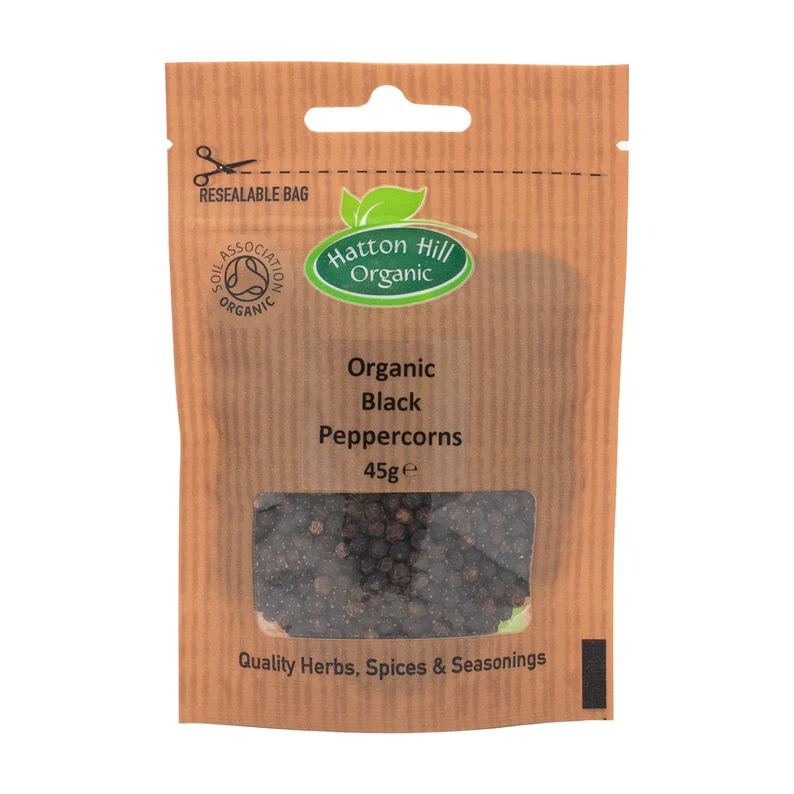 RESEALABLE BAG
SOIL ASSOCIATION
ORGANIC
Hatton Hill
Organic
Organic
Black
Peppercorns
45g℮
Quality Herbs, Spices & Seasonings